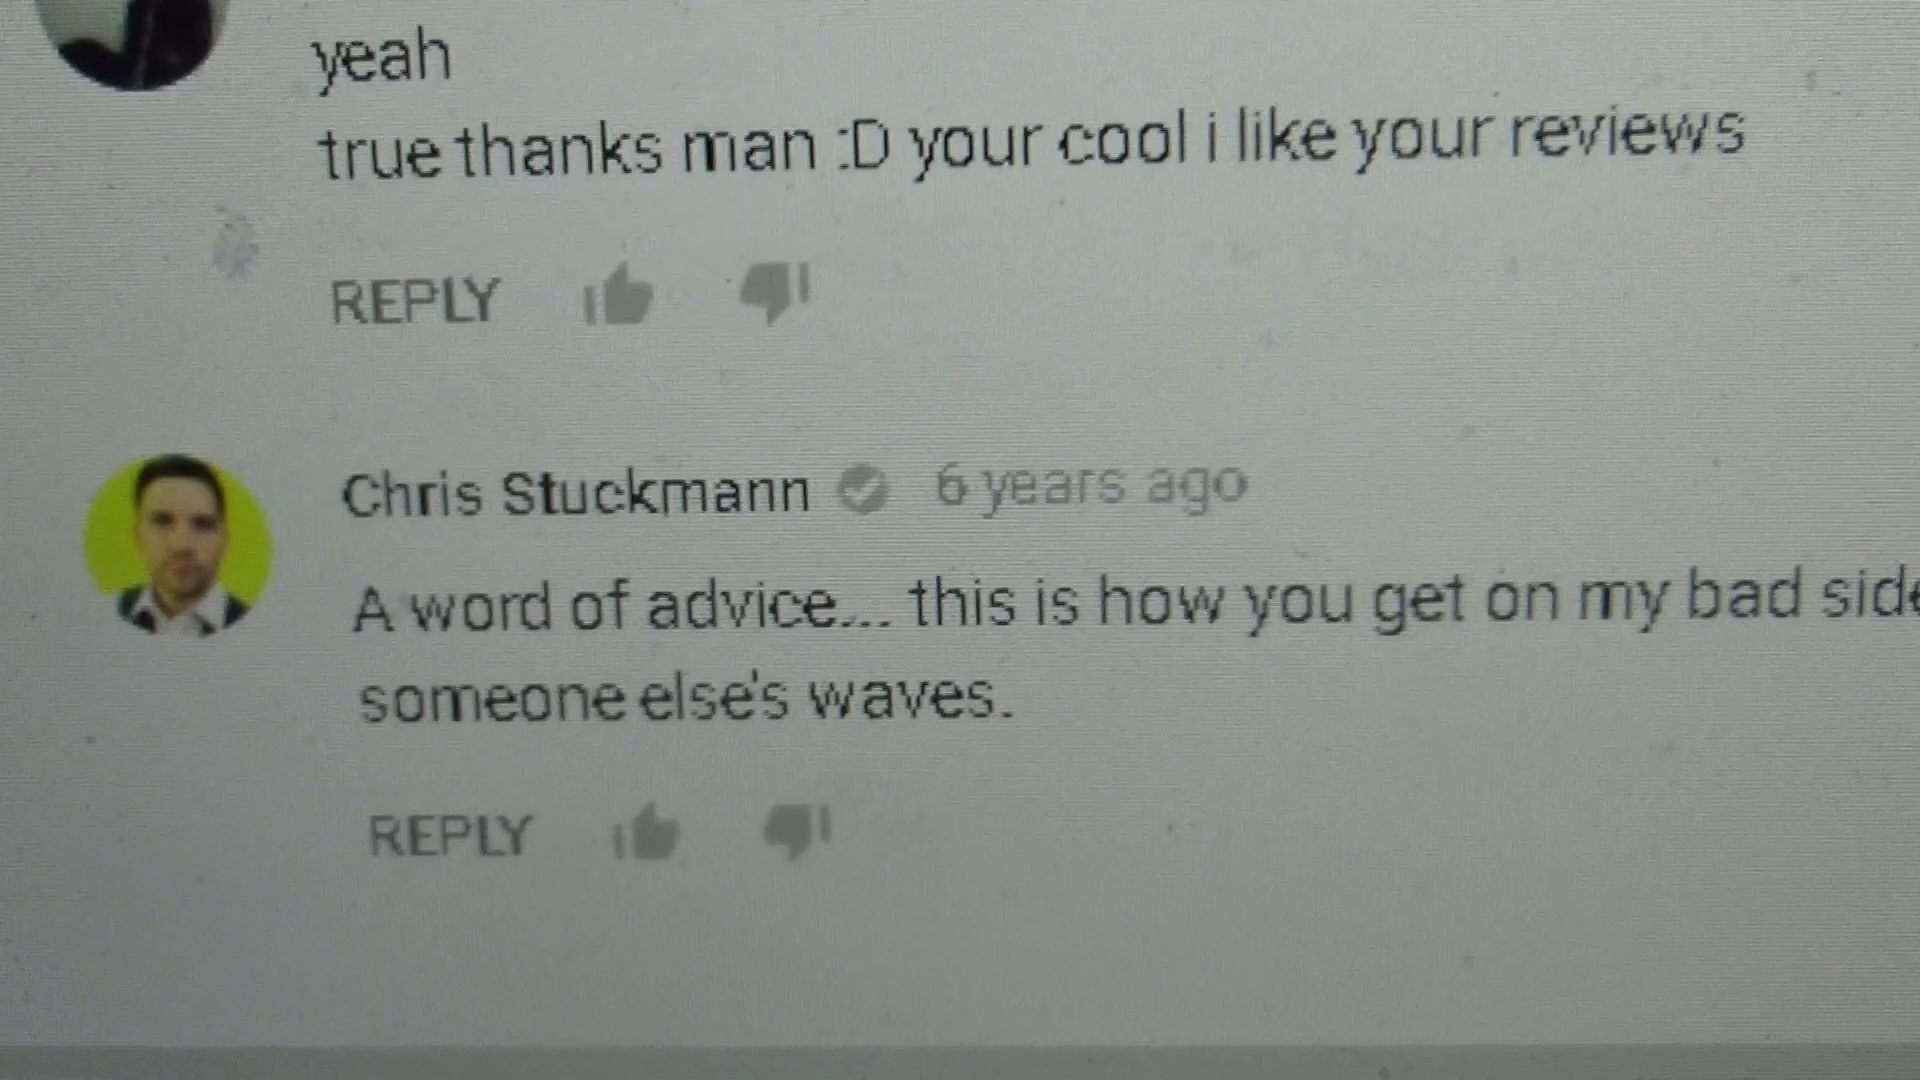 yeah
true thanks man :D your cool i like your reviews
REPLY
Chris Stuckmann 6 years ago
A word of advice... this is how you get on my bad side
someone else's waves.
REPLY